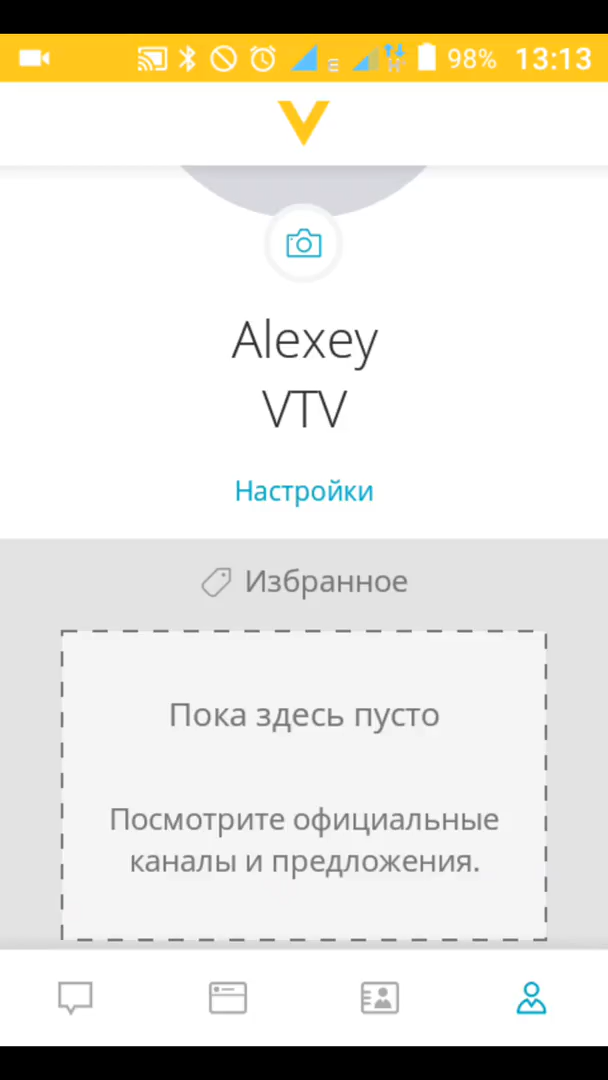 98% 13:13
Alexey
VTV
Настройки
Избранное
Пока здесь пусто
Посмотрите официальные
каналы и предложения.